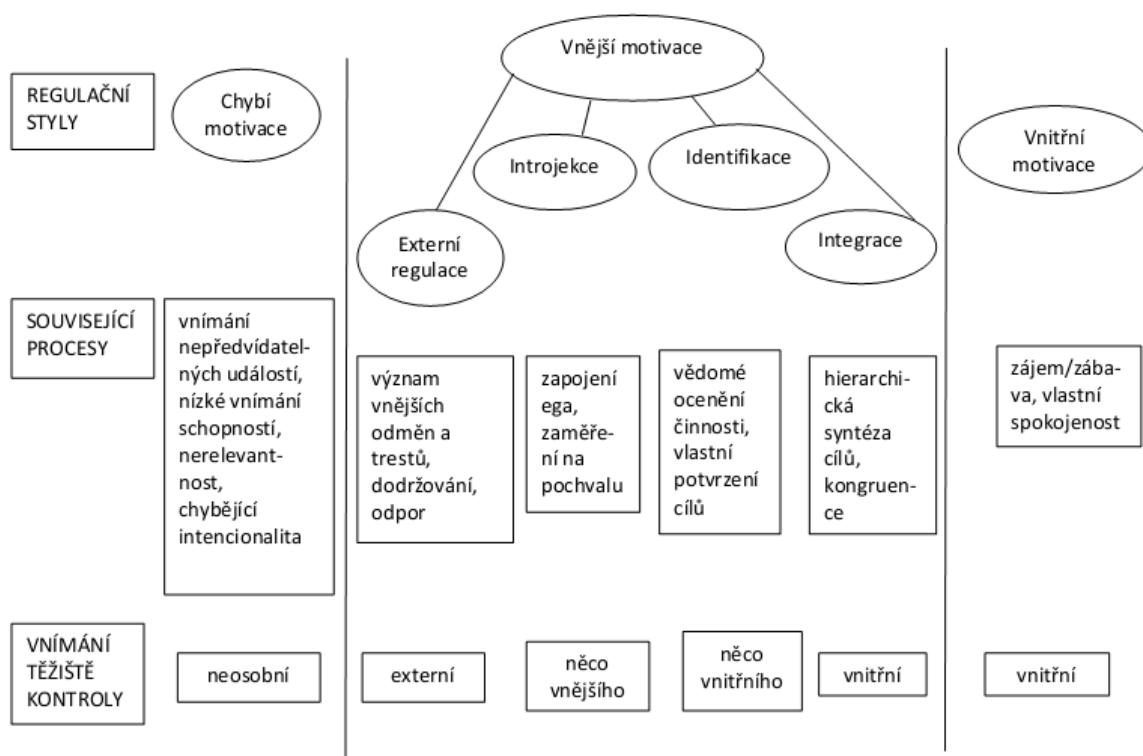 Vnější motivace
REGULAČNÍ
STYLY
Chybí
motivace
Introjekce
Identifikace
Vnitřní
motivace
Externí
regulace
Integrace
SOUVISEJÍCÍ
PROCESY
vnímání
nepředvídatel-
ných událostí,
nízké vnímání
schopností,
nerelevant-
nost,
chybějící
intencionalita
význam
vnějších
odměn a
trestů,
dodržování,
odpor
zapojení
ega,
zaměře-
ní na
pochvalu
vědomé
ocenění
činnosti,
vlastní
potvrzení
cílů
hierarchi-
cká
syntéza
cílů,
kongruen-
ce
zájem/zába-
va, vlastní
spokojenost
VNÍMÁNÍ
TĚŽIŠTĚ
KONTROLY
neosobní
externí
něco
vnějšího
něco
vnitřního
vnitřní
vnitřní